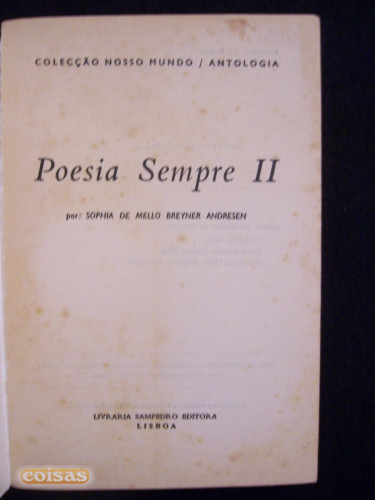 COLECÇÃO NOSSO MUNDO / ANTOLOGIA
Poesia Sempre II
por: SOPHIA DE MELLO BREYNER ANDRESEN
LIVRARIA SAMPEDRO EDITORA
LISBOA
coisas